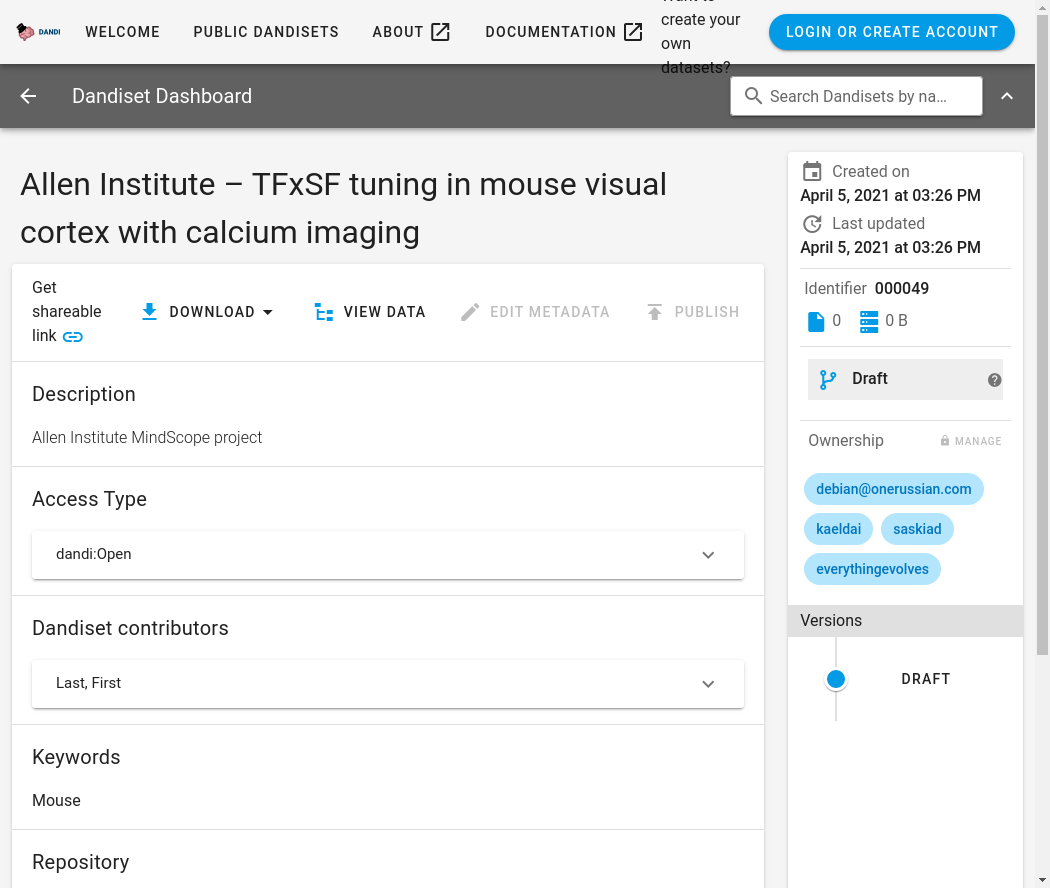 DANDI
WELCOME
PUBLIC DANDISETS
ABOUT
DOCUMENTATION
create your
own
datasets?
LOGIN OR CREATE ACCOUNT
Dandiset Dashboard
Search Dandisets by na…
Allen Institute – TFxSF tuning in mouse visual
cortex with calcium imaging
Get
shareable
link
DOWNLOAD
VIEW DATA
EDIT METADATA
PUBLISH
Description
Allen Institute MindScope project
Access Type
dandi:Open
Dandiset contributors
Last, First
Keywords
Mouse
Repository
Created on
April 5, 2021 at 03:26 PM
Last updated
April 5, 2021 at 03:26 PM
Identifier 000049
0
0 B
Draft
Ownership
MANAGE
debian@onerussian.com
kaeldai
saskiad
everythingevolves
Versions
DRAFT